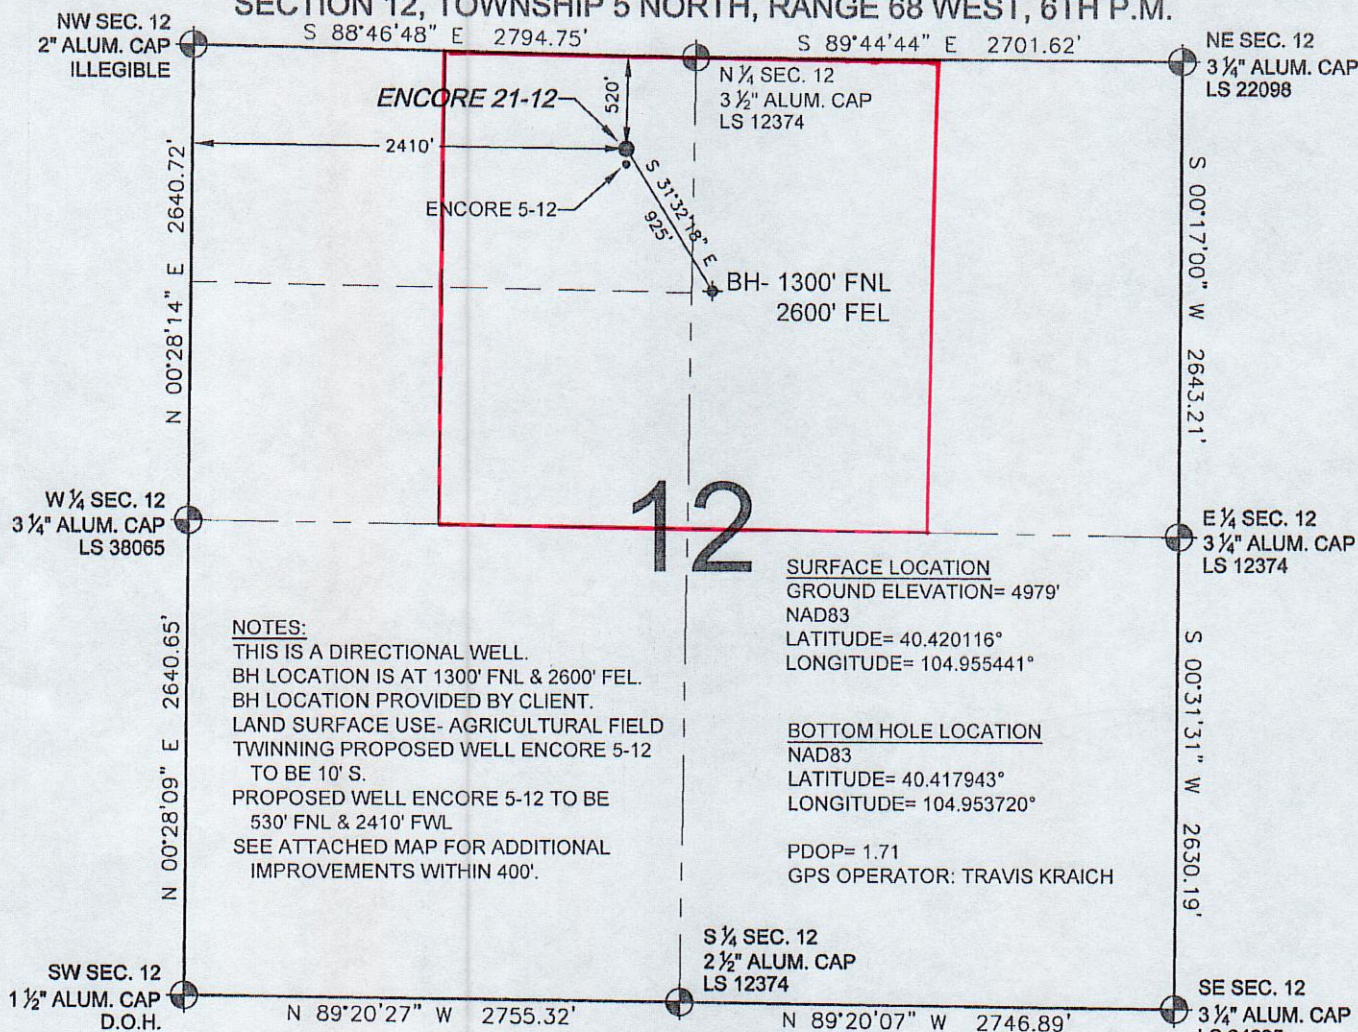 SECTION 12, TOWNSHIP 5 NORTH, RANGE 68 WEST, 6TH P.M.
NW SEC. 12
2" ALUM. CAP
ILLEGIBLE
S 88°46'48" E 2794.75'
S 89°44'44" E 2701.62'
NE SEC. 12
3 ¼" ALUM. CAP
LS 22098
N ¼ SEC. 12
3 ½" ALUM. CAP
LS 12374
ENCORE 21-12
520'
2410'
ENCORE 5-12
S 31°32'18" E
925'
BH- 1300' FNL
2600' FEL
N 00°28'14" E 2640.72'
S 00°17'00" W 2643.21'
W ¼ SEC. 12
3 ¼" ALUM. CAP
LS 38065
12
E ¼ SEC. 12
3 ¼" ALUM. CAP
LS 12374
SURFACE LOCATION
GROUND ELEVATION= 4979'
NAD83
LATITUDE= 40.420116°
LONGITUDE= 104.955441°
NOTES:
THIS IS A DIRECTIONAL WELL.
BH LOCATION IS AT 1300' FNL & 2600' FEL.
BH LOCATION PROVIDED BY CLIENT.
LAND SURFACE USE- AGRICULTURAL FIELD
TWINNING PROPOSED WELL ENCORE 5-12
TO BE 10' S.
PROPOSED WELL ENCORE 5-12 TO BE
530' FNL & 2410' FWL
SEE ATTACHED MAP FOR ADDITIONAL
IMPROVEMENTS WITHIN 400'.
BOTTOM HOLE LOCATION
NAD83
LATITUDE= 40.417943°
LONGITUDE= 104.953720°
PDOP= 1.71
GPS OPERATOR: TRAVIS KRAICH
N 00°28'09" E 2640.65'
S 00°31'31" W 2630.19'
SW SEC. 12
1 ½" ALUM. CAP
D.O.H.
N 89°20'27" W 2755.32'
S ¼ SEC. 12
2 ½" ALUM. CAP
LS 12374
N 89°20'07" W 2746.89'
SE SEC. 12
3 ¼" ALUM. CAP